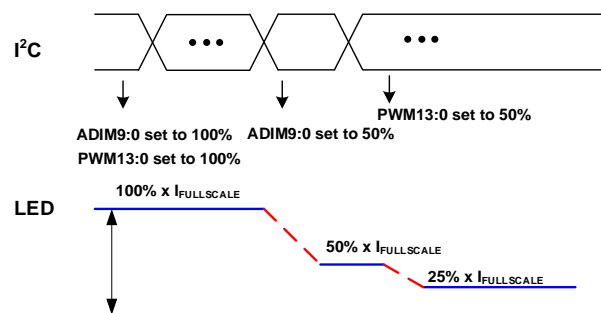 I²C
ADIM9:0 set to 100%
PWM13:0 set to 100%
ADIM9:0 set to 50%
PWM13:0 set to 50%
LED
100% x IFULLSCALE
50% x IFULLSCALE
25% x IFULLSCALE